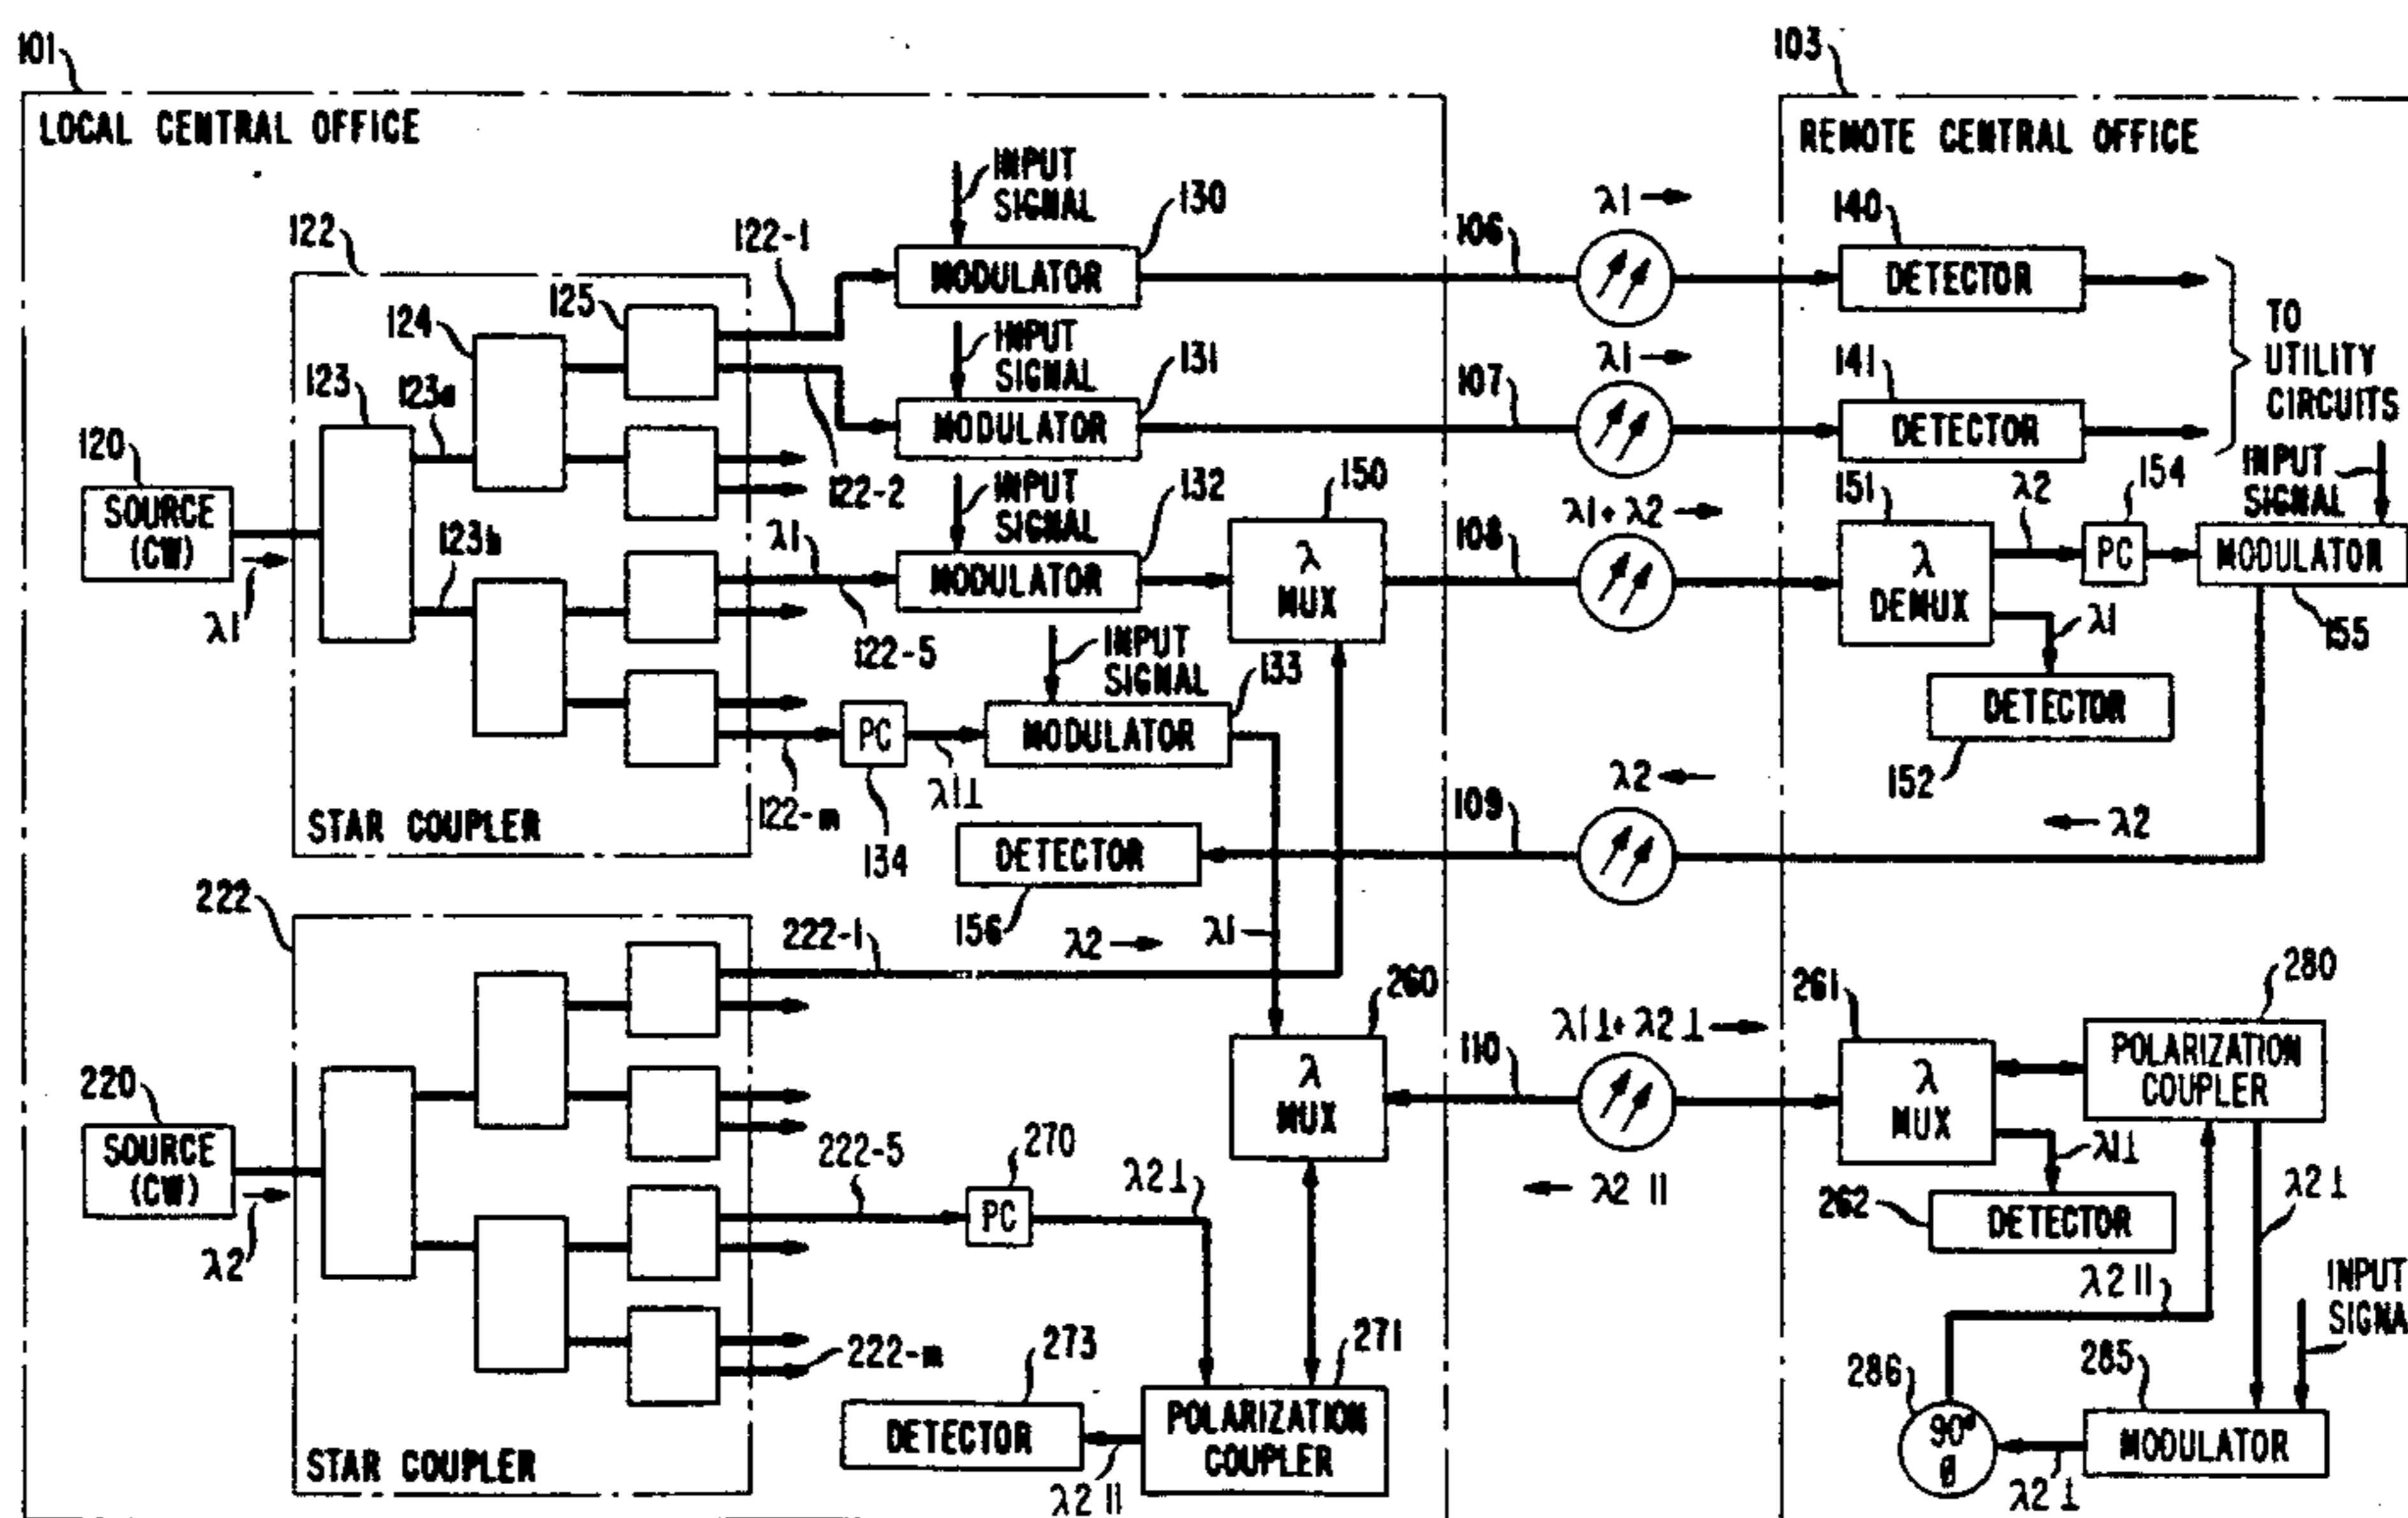 101
103
LOCAL CENTRAL OFFICE
REMOTE CENTRAL OFFICE
INPUT
SIGNAL
130
λ1
140
122
122-1
106
MODULATOR
DETECTOR
125
124
INPUT
SIGNAL
131
λ1
141
TO
UTILITY
CIRCUITS
123
123a
107
MODULATOR
DETECTOR
120
122-2
INPUT
SIGNAL
132
150
λ1 + λ2
151
λ2
154
INPUT
SIGNAL
SOURCE
(CW)
123b
λ1
108
MODULATOR
λ
MUX
λ
DEMUX
PC
MODULATOR
λ1
122-5
INPUT
SIGNAL
133
λ1
155
PC
MODULATOR
DETECTOR
122-m
λ1⊥
λ2
152
STAR COUPLER
134
DETECTOR
109
λ2
222
222-1
156
λ2
λ1
260
261
280
λ1⊥ + λ2⊥
110
λ
MUX
λ
MUX
POLARIZATION
COUPLER
220
SOURCE
(CW)
222-5
270
λ2⊥
λ2 ||
λ1⊥
λ2⊥
262
DETECTOR
PC
λ2
λ2 ||
INPUT
SIGNA
222-m
273
271
286
285
DETECTOR
POLARIZATION
COUPLER
90°
θ
MODULATOR
STAR COUPLER
λ2 ||
λ2⊥